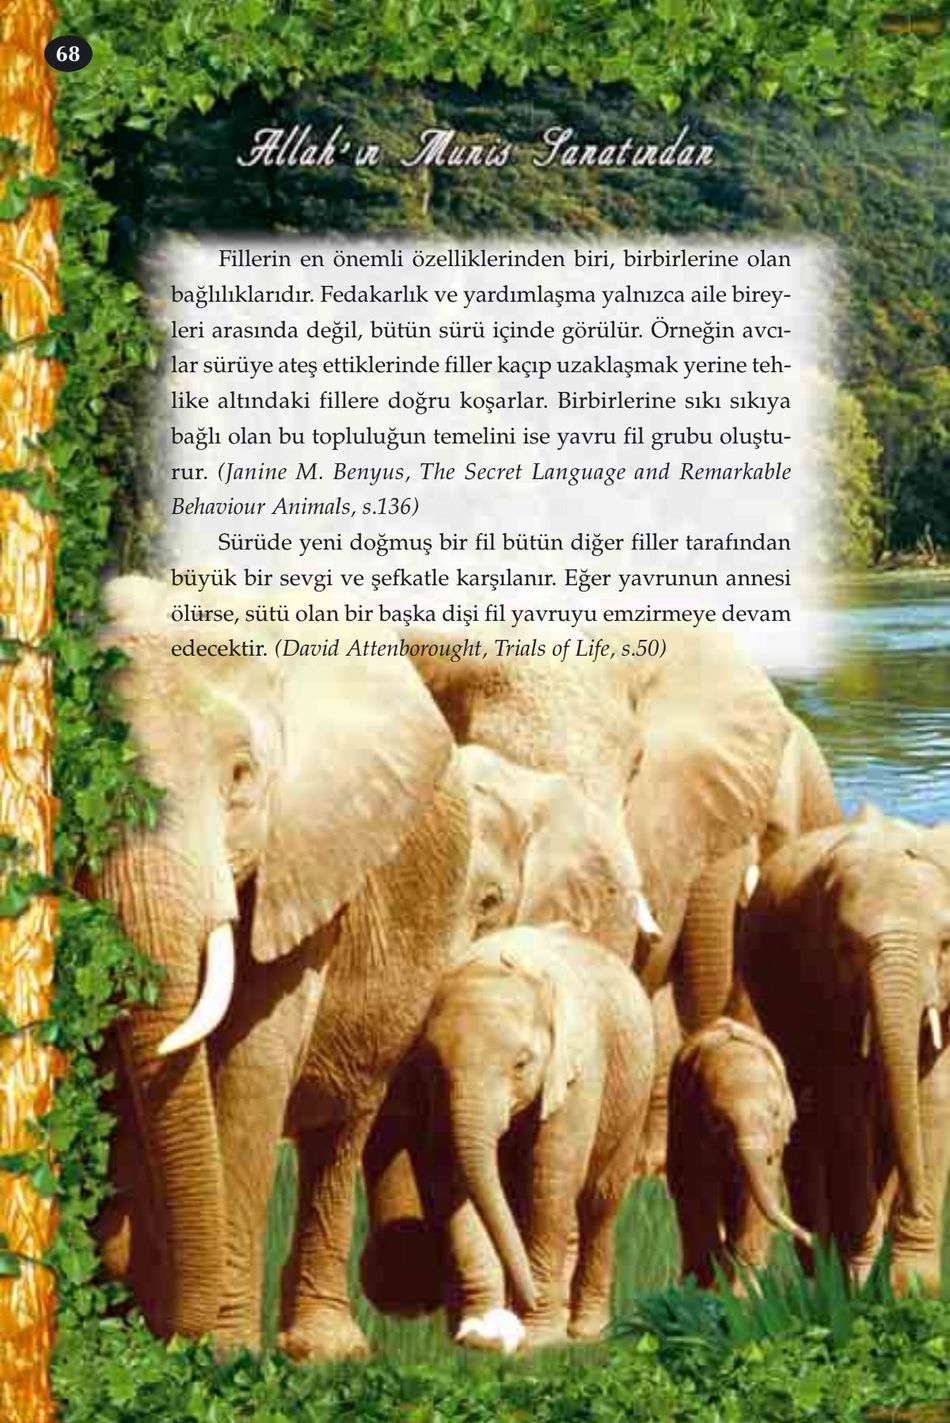 68
Allah'ın Munis Sanatından
Fillerin en önemli özelliklerinden biri, birbirlerine olan
bağlılıklarıdır. Fedakarlık ve yardımlaşma yalnızca aile birey-
leri arasında değil, bütün sürü içinde görülür. Örneğin avcı-
lar sürüye ateş ettiklerinde filler kaçıp uzaklaşmak yerine teh-
like altındaki fillere doğru koşarlar. Birbirlerine sıkı sıkıya
bağlı olan bu topluluğun temelini ise yavru fil grubu oluştu-
rur. (Janine M. Benyus, The Secret Language and Remarkable
Behaviour Animals, s.136)
Sürüde yeni doğmuş bir fil bütün diğer filler tarafından
büyük bir sevgi ve şefkatle karşılanır. Eğer yavrunun annesi
ölürse, sütü olan bir başka dişi fil yavruyu emzirmeye devam
edecektir. (David Attenborought, Trials of Life, s.50)